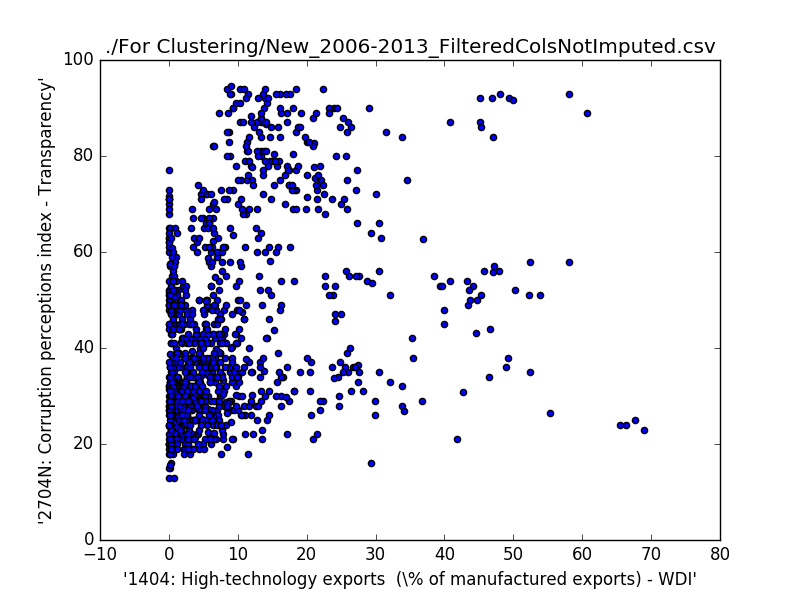 ./For Clustering/New_2006-2013_FilteredColsNotImputed.csv
100
80
60
40
20
0
'2704N: Corruption perceptions index - Transparency'
−10 0 10 20 30 40 50 60 70 80
'1404: High-technology exports  (\% of manufactured exports) - WDI'